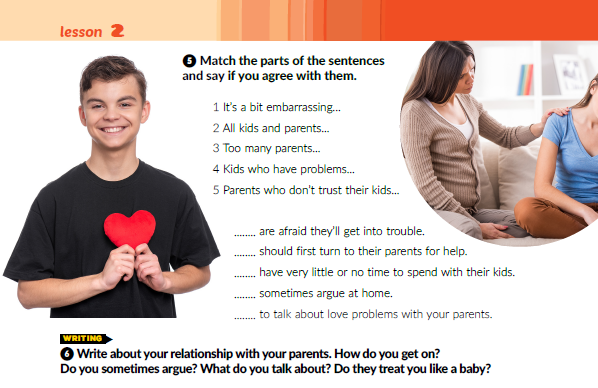 lesson 2
5 Match the parts of the sentences
and say if you agree with them.
1 It's a bit embarrassing...
2 All kids and parents...
3 Too many parents...
4 Kids who have problems...
5 Parents who don't trust their kids...
........ are afraid they'll get into trouble.
........ should first turn to their parents for help.
........ have very little or no time to spend with their kids.
........ sometimes argue at home.
........ to talk about love problems with your parents.
WRITING
6 Write about your relationship with your parents. How do you get on?
Do you sometimes argue? What do you talk about? Do they treat you like a baby?